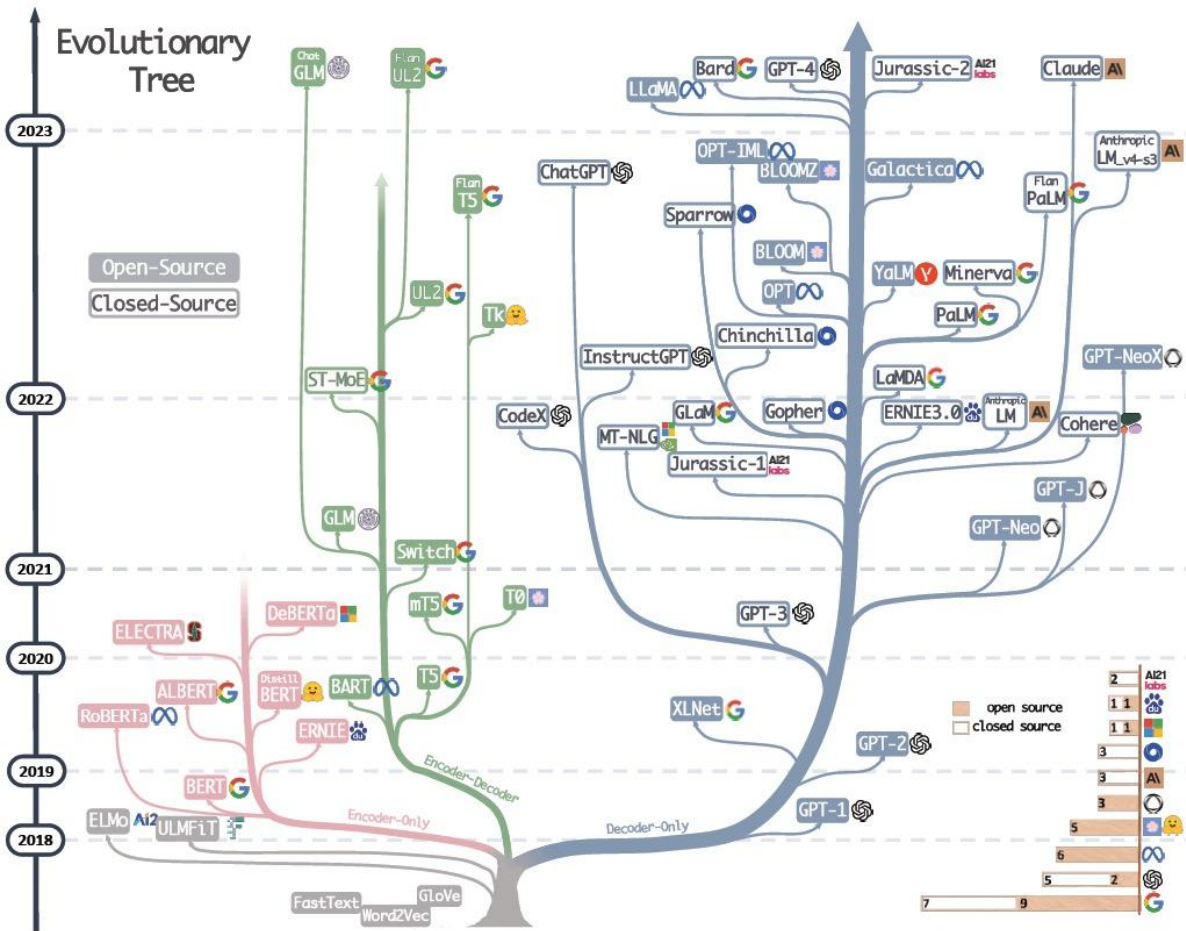 Evolutionary
Tree
2023
2022
2021
2020
2019
2018
Open-Source
Closed-Source
Chat
GLM
Flan
UL2
Flan
T5
UL2
Tk
ST-MoE
GLM
Switch
mT5
T0
DeBERTa
ELECTRA
T5
BART
Distill
BERT
ALBERT
RoBERTa
ERNIE
BERT
ELMo
Ai2
ULMFiT
Encoder-Only
Encoder-Decoder
Decoder-Only
FastText
Word2Vec
GloVe
Bard
GPT-4
Jurassic-2
AI21
labs
Claude
A\
LLaMA
OPT-IML
BLOOMZ
Galactica
Anthropic
LM_v4-s3
A\
ChatGPT
Flan
PaLM
Sparrow
BLOOM
YaLM
Y
Minerva
OPT
PaLM
Chinchilla
InstructGPT
GPT-NeoX
LaMDA
CodeX
GLaM
Gopher
ERNIE3.0
du
Anthropic
LM
A\
Cohere
MT-NLG
Jurassic-1
AI21
labs
GPT-J
GPT-Neo
GPT-3
XLNet
GPT-2
GPT-1
open source
closed source
2
AI21
labs
1 1
du
1 1
3
3
A\
3
5
6
5 2
7 9